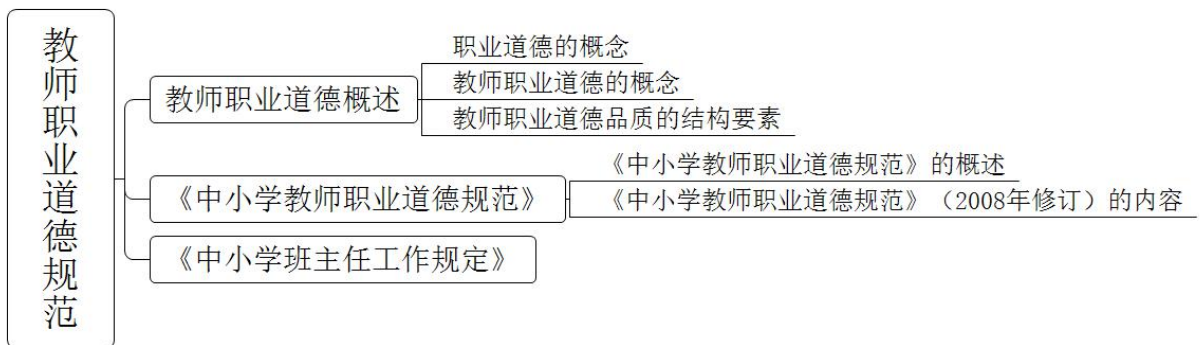 教师职业道德规范
教师职业道德概述
职业道德的概念
教师职业道德的概念
教师职业道德品质的结构要素
《中小学教师职业道德规范》
《中小学教师职业道德规范》的概述
《中小学教师职业道德规范》（2008年修订）的内容
《中小学班主任工作规定》